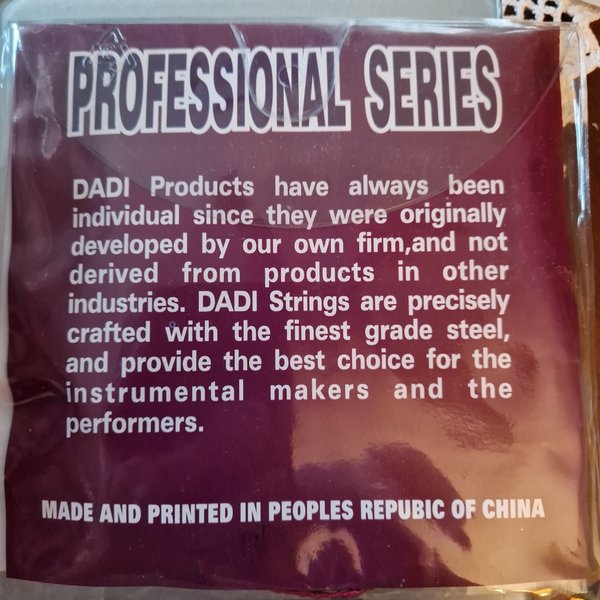 PROFESSIONAL SERIES
DADI Products have always been
individual since they were originally
developed by our own firm,and not
derived from products in other
industries. DADI Strings are precisely
crafted with the finest grade steel,
and provide the best choice for the
instrumental makers and the
performers.
MADE AND PRINTED IN PEOPLES REPUBIC OF CHINA